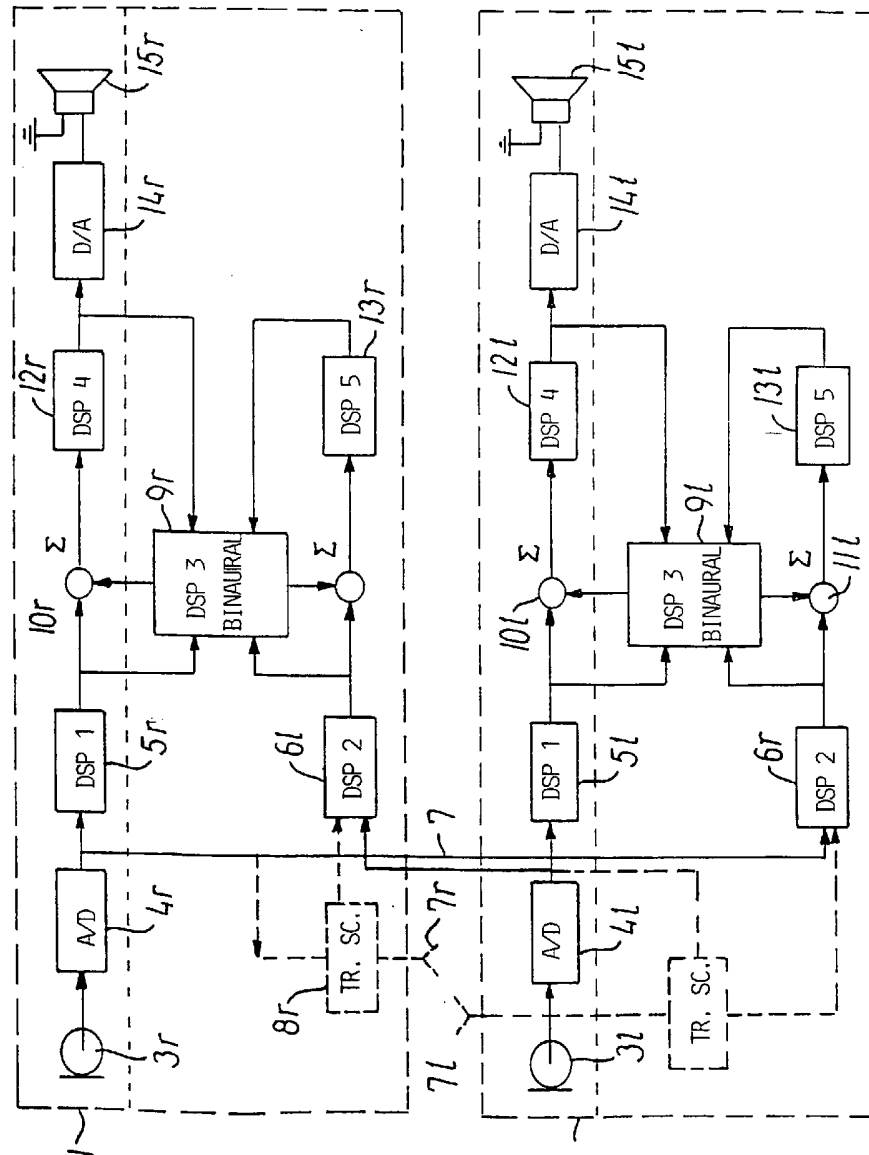 1
3r
A/D
4r
DSP 1
5r
10r
Σ
DSP 4
12r
D/A
14r
15r
DSP 3
BINAURAL
9r
Σ
DSP 5
13r
DSP 2
6l
TR. SC.
8r
7r
7
7l
3l
A/D
4l
DSP 1
5l
10l
Σ
DSP 4
12l
D/A
14l
15l
DSP 3
BINAURAL
9l
Σ
11l
DSP 5
13l
DSP 2
6r
TR. SC.